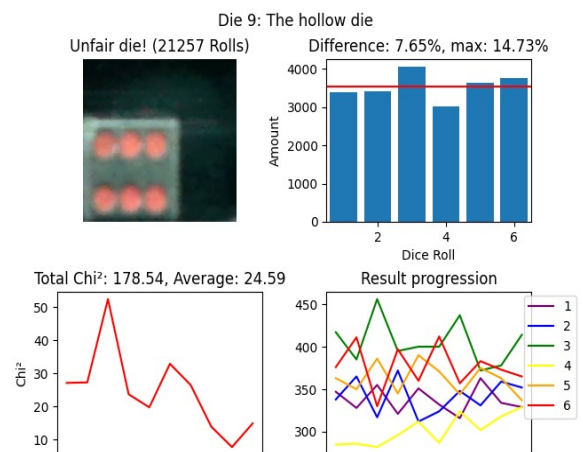 Die 9: The hollow die
Unfair die! (21257 Rolls)
Difference: 7.65%, max: 14.73%
4000
3000
2000
1000
0
Amount
2 4 6
Dice Roll
Total Chi²: 178.54, Average: 24.59
50
40
30
20
10
Chi²
Result progression
450
400
350
300
1
2
3
4
5
6